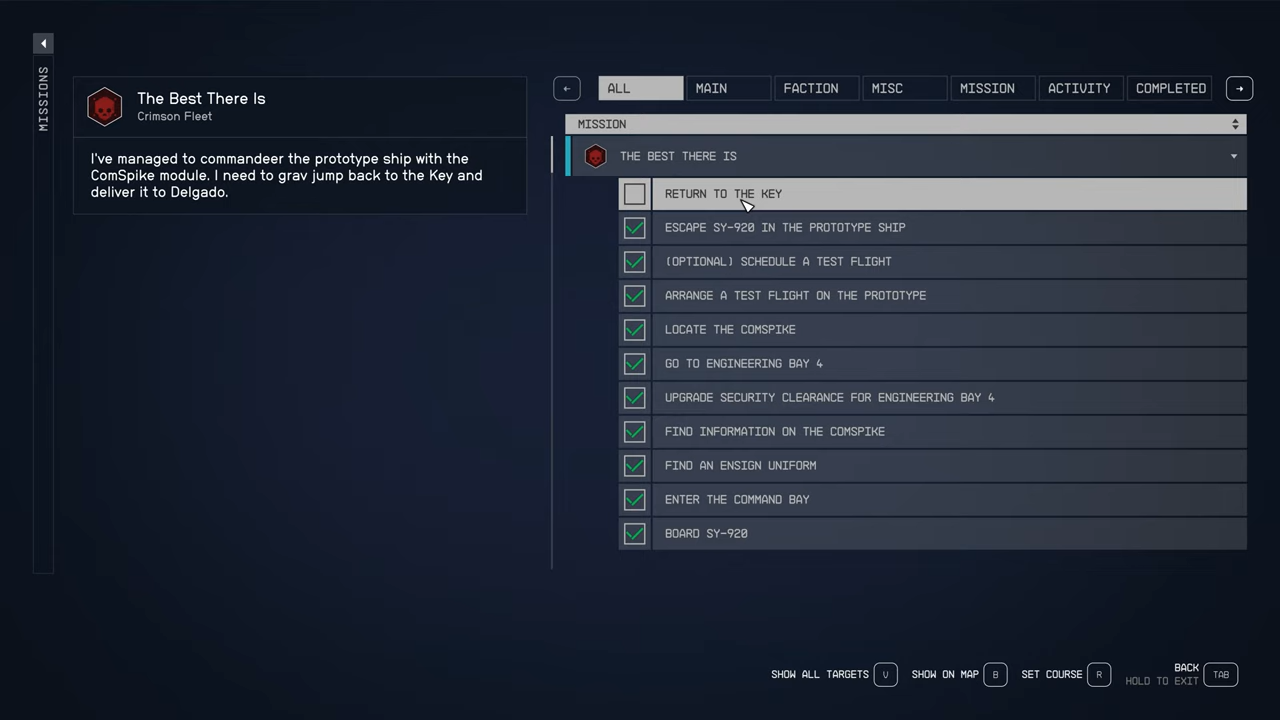 MISSIONS
The Best There Is
Crimson Fleet
I've managed to commandeer the prototype ship with the
ComSpike module. I need to grav jump back to the Key and
deliver it to Delgado.
ALL
MAIN
FACTION
MISC
MISSION
ACTIVITY
COMPLETED
MISSION
THE BEST THERE IS
RETURN TO THE KEY
ESCAPE SY-920 IN THE PROTOTYPE SHIP
(OPTIONAL) SCHEDULE A TEST FLIGHT
ARRANGE A TEST FLIGHT ON THE PROTOTYPE
LOCATE THE COMSPIKE
GO TO ENGINEERING BAY 4
UPGRADE SECURITY CLEARANCE FOR ENGINEERING BAY 4
FIND INFORMATION ON THE COMSPIKE
FIND AN ENSIGN UNIFORM
ENTER THE COMMAND BAY
BOARD SY-920
SHOW ALL TARGETS V
SHOW ON MAP B
SET COURSE R
BACK
HOLD TO EXIT
TAB